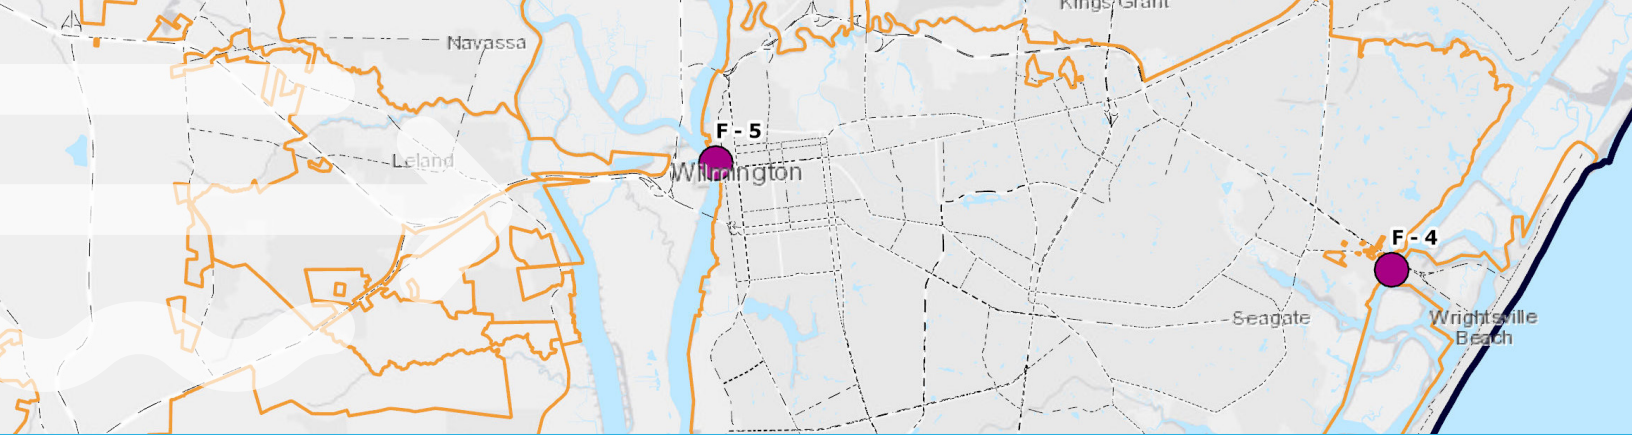 Kings Grant
Navassa
F - 5
Leland
Wilmington
F - 4
Seagate
Wrightsville
Beach